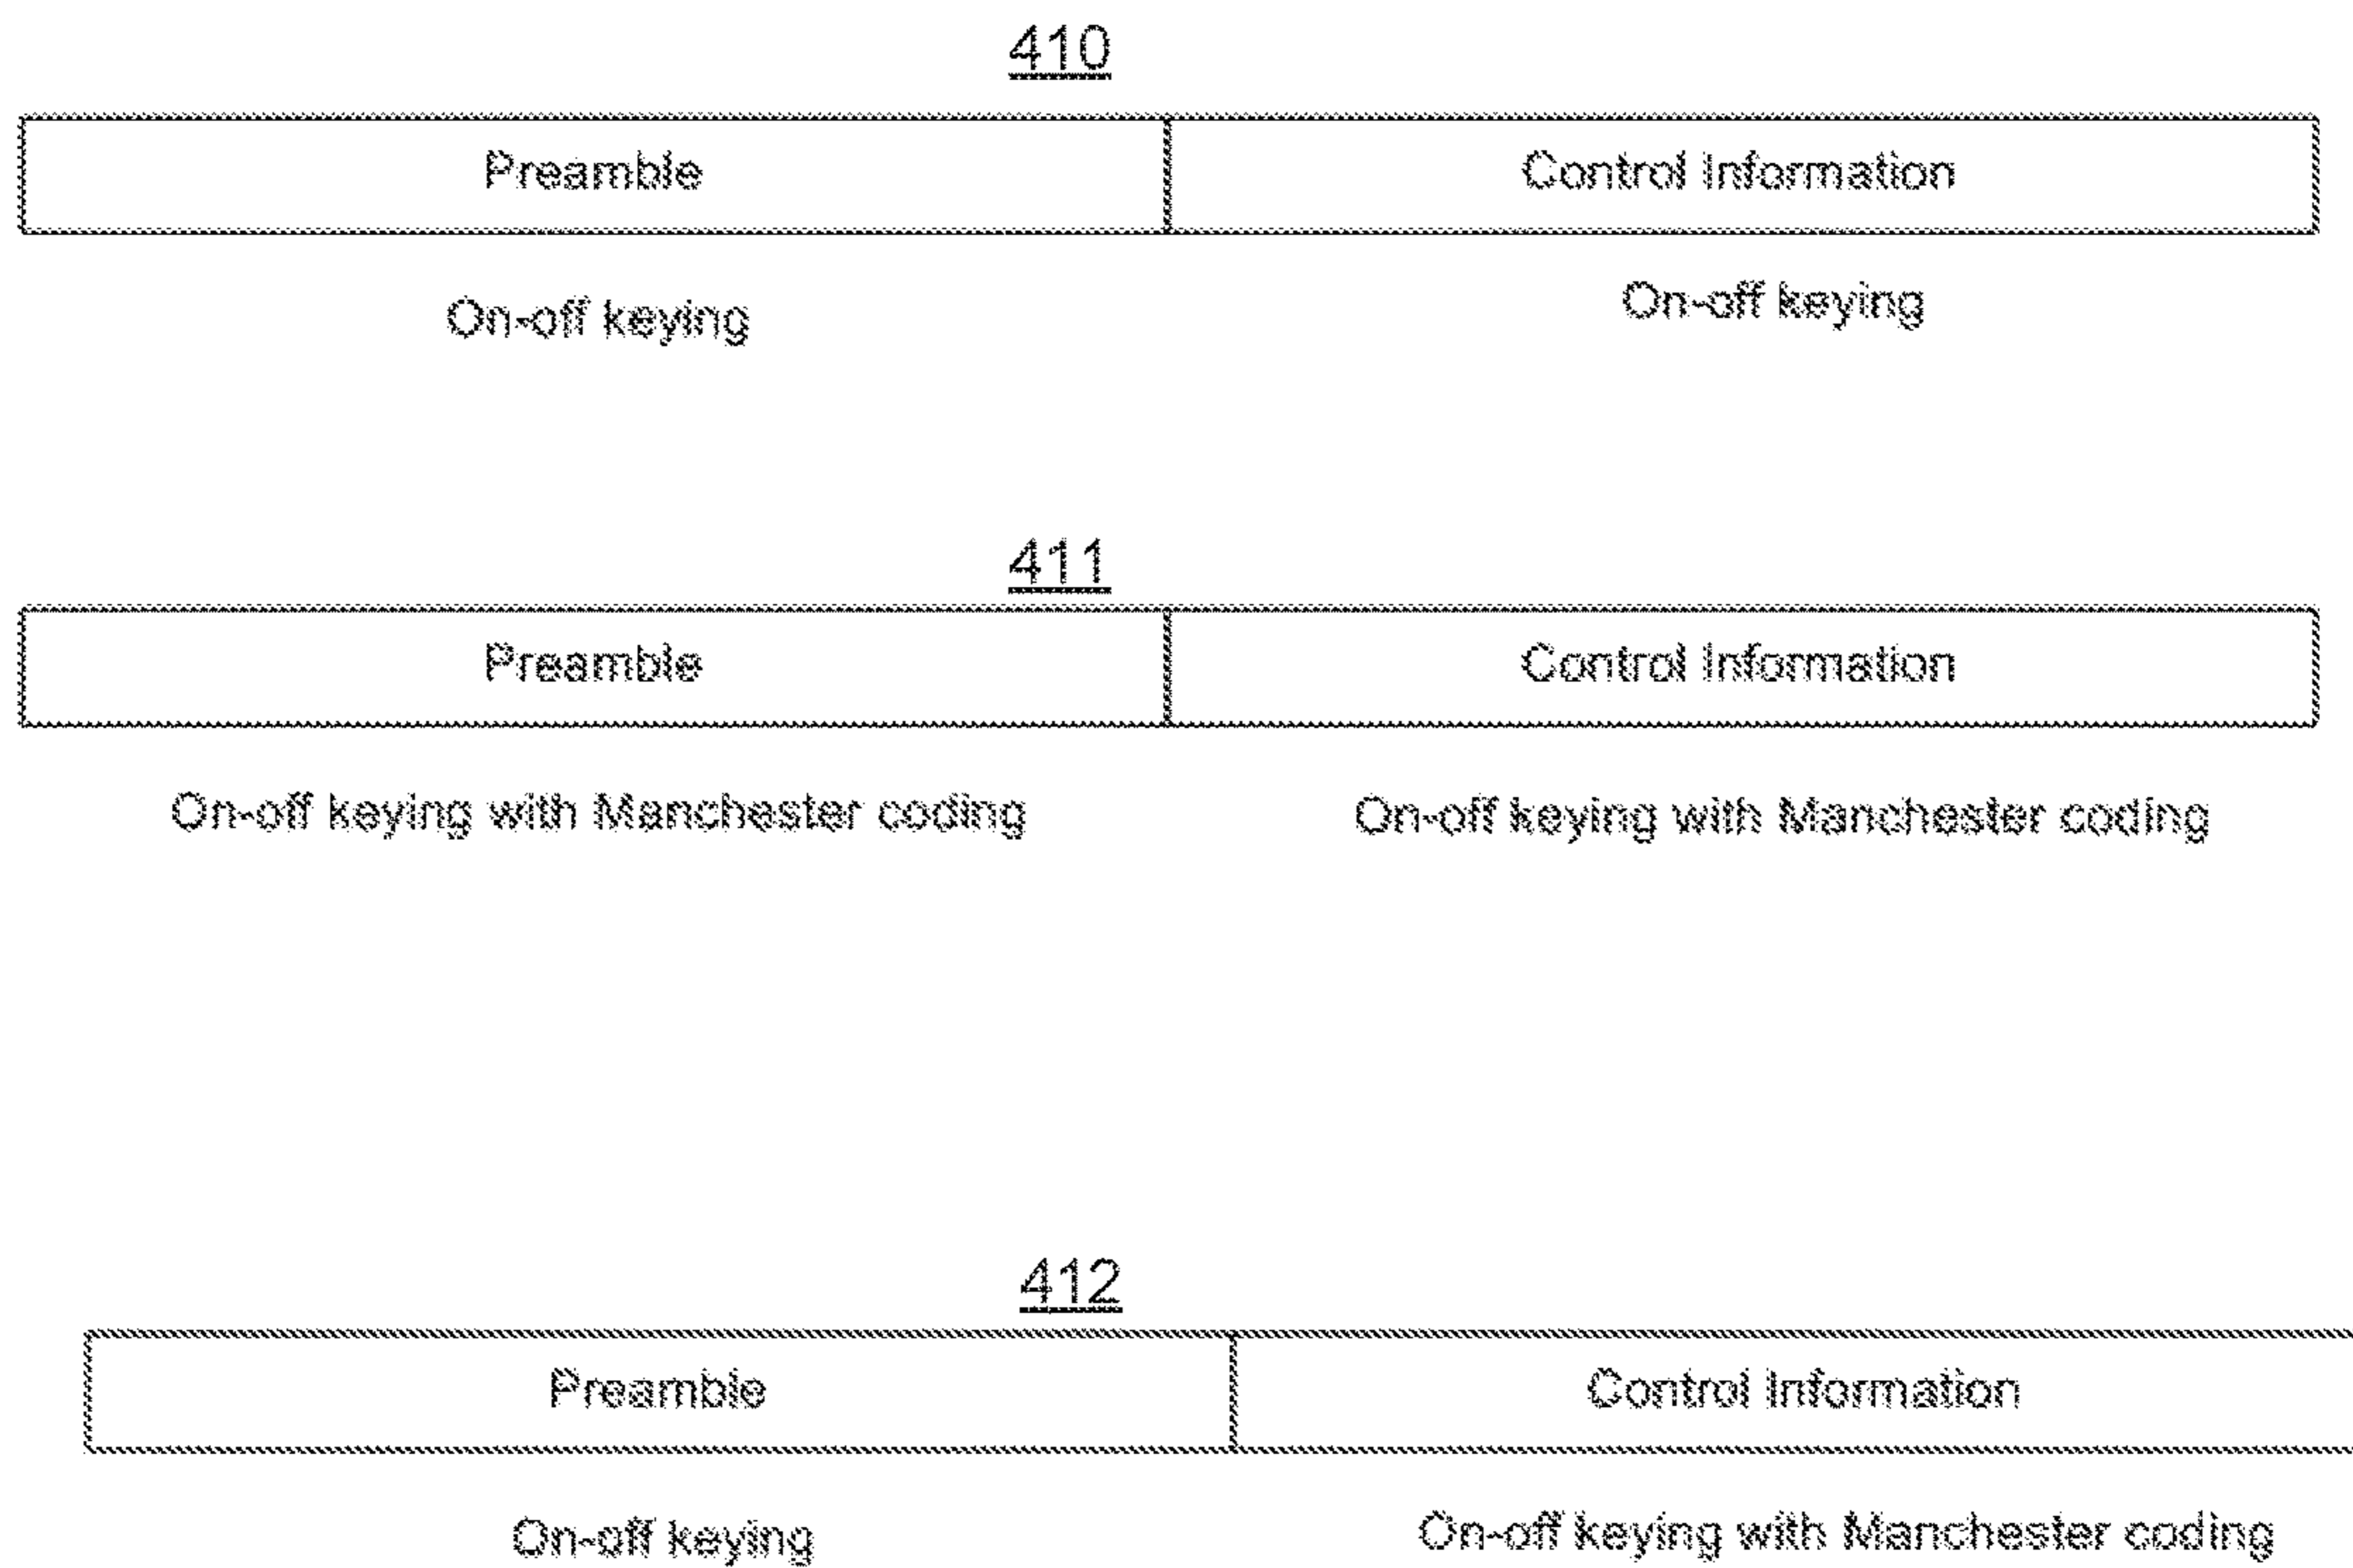 410
Preamble Control Information
On-off keying On-off keying
411
Preamble Control Information
On-off keying with Manchester coding On-off keying with Manchester coding
412
Preamble Control Information
On-off keying On-off keying with Manchester coding